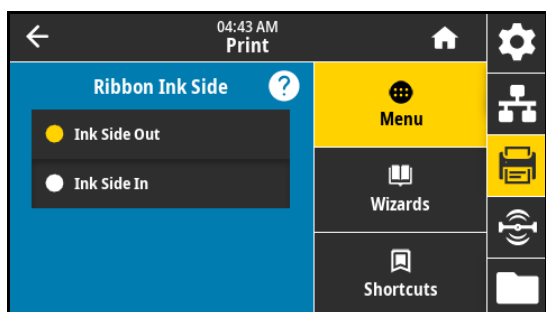 04:43 AM
Print
Ribbon Ink Side
?
Ink Side Out
Ink Side In
Menu
Wizards
Shortcuts